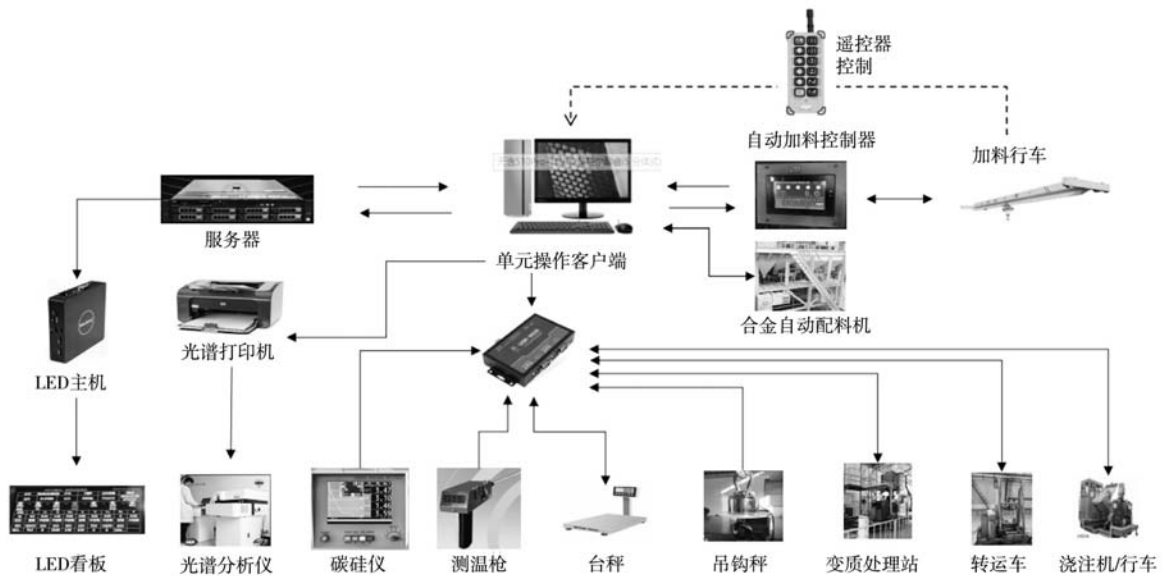 遥控器
控制
自动加料控制器
加料行车
服务器
单元操作客户端
合金自动配料机
光谱打印机
LED主机
LED看板
光谱分析仪
碳硅仪
测温枪
台秤
吊钩秤
变质处理站
转运车
浇注机/行车